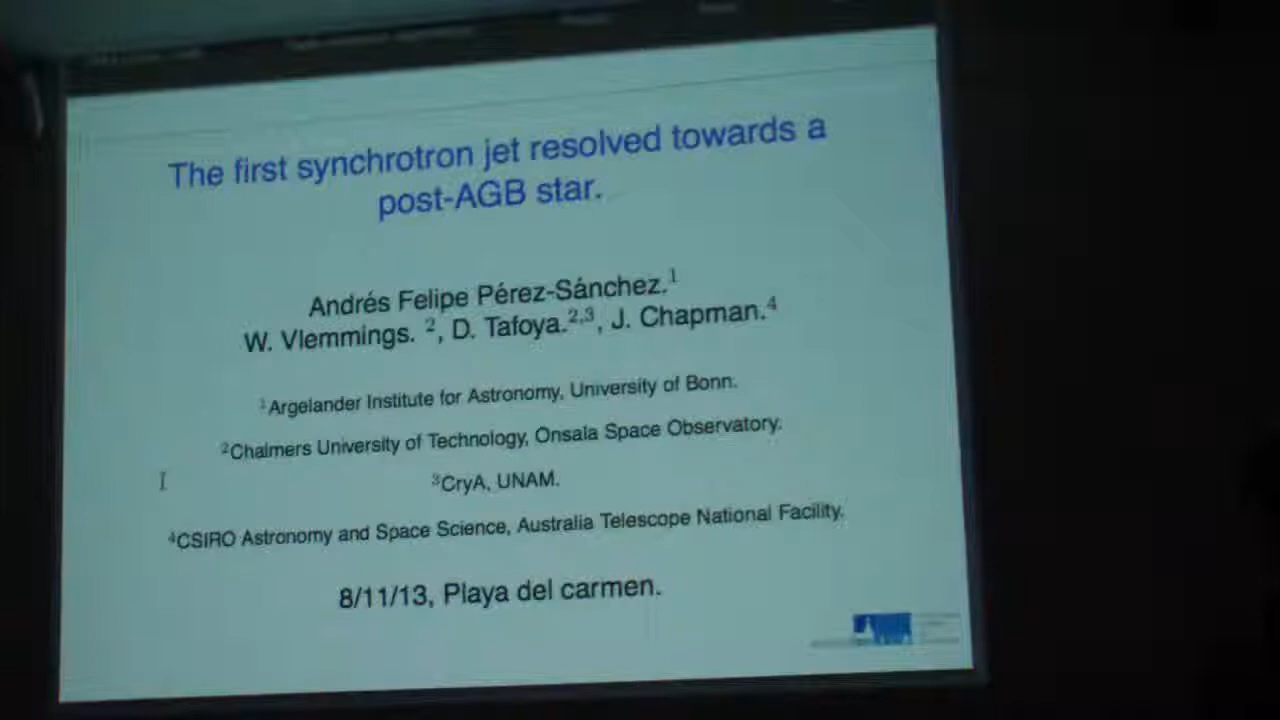 The first synchrotron jet resolved towards a
post-AGB star.
Andrés Felipe Pérez-Sánchez.¹
W. Vlemmings. ², D. Tafoya.²,³, J. Chapman.⁴
¹Argelander Institute for Astronomy, University of Bonn.
²Chalmers University of Technology, Onsala Space Observatory.
³CryA, UNAM.
⁴CSIRO Astronomy and Space Science, Australia Telescope National Facility.
8/11/13, Playa del carmen.